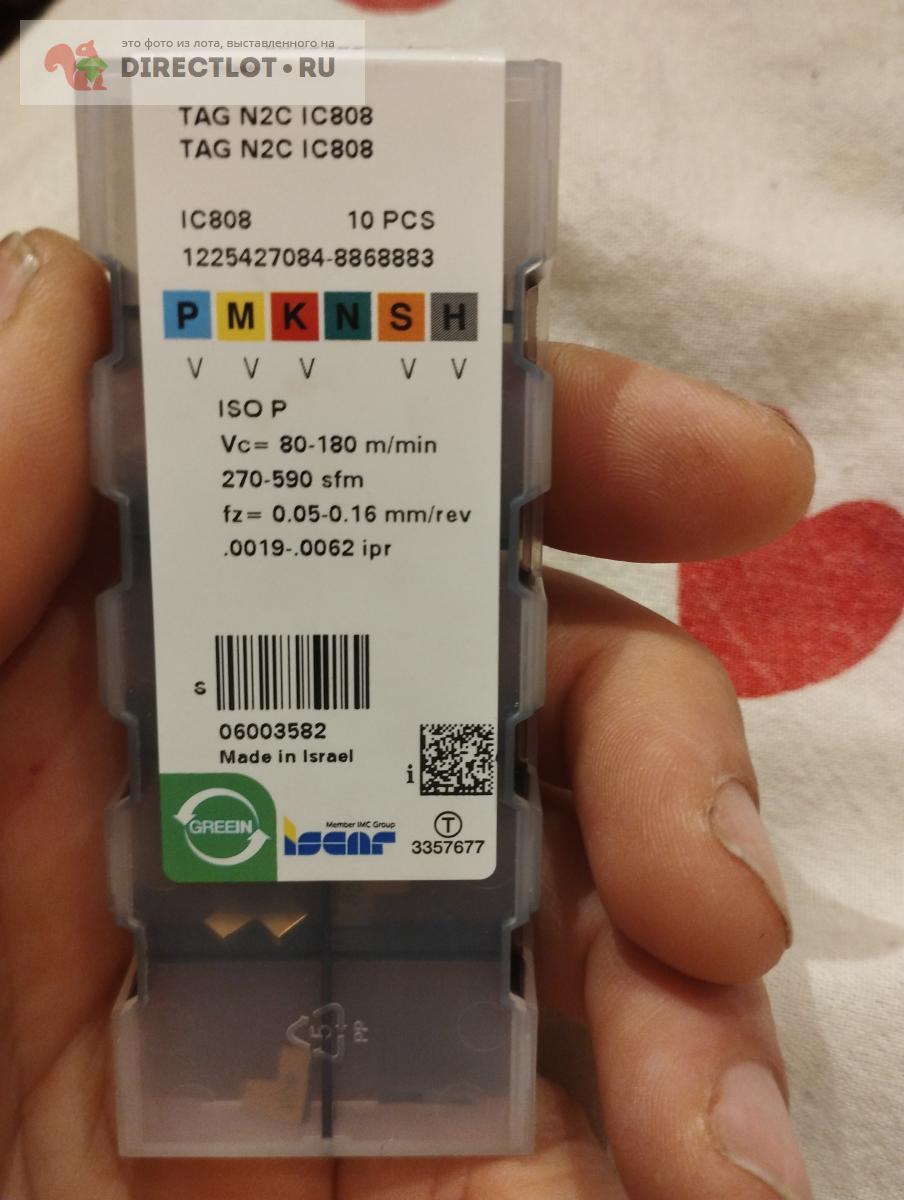 это фото из лота, выставленного на
DIRECTLOT•RU
TAG N2C IC808
TAG N2C IC808
IC808 10 PCS
1225427084-8868883
P M K N S H
V V V V V
ISO P
Vc= 80-180 m/min
270-590 sfm
fz= 0.05-0.16 mm/rev
.0019-.0062 ipr
s
06003582
Made in Israel
i
GREEIN
Member IMC Group
iscar
T
3357677
5
PP